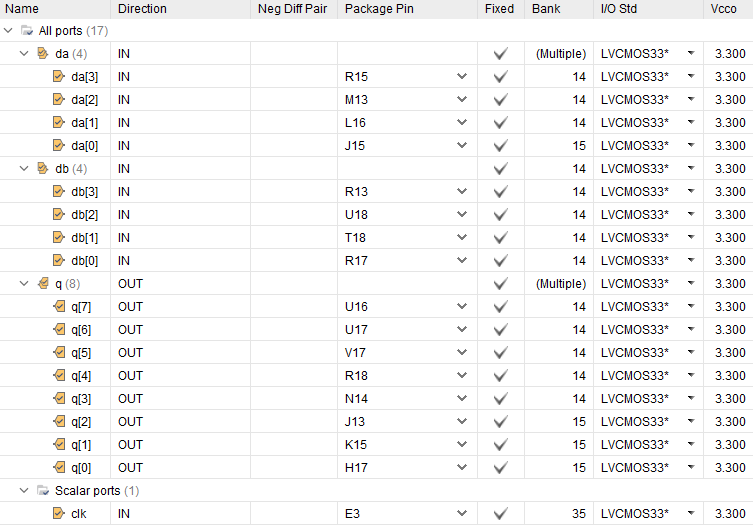 Name Direction Neg Diff Pair Package Pin Fixed Bank I/O Std Vcco
All ports (17)
da (4) IN (Multiple) LVCMOS33* 3.300
da[3] IN R15 14 LVCMOS33* 3.300
da[2] IN M13 14 LVCMOS33* 3.300
da[1] IN L16 14 LVCMOS33* 3.300
da[0] IN J15 15 LVCMOS33* 3.300
db (4) IN 14 LVCMOS33* 3.300
db[3] IN R13 14 LVCMOS33* 3.300
db[2] IN U18 14 LVCMOS33* 3.300
db[1] IN T18 14 LVCMOS33* 3.300
db[0] IN R17 14 LVCMOS33* 3.300
q (8) OUT (Multiple) LVCMOS33* 3.300
q[7] OUT U16 14 LVCMOS33* 3.300
q[6] OUT U17 14 LVCMOS33* 3.300
q[5] OUT V17 14 LVCMOS33* 3.300
q[4] OUT R18 14 LVCMOS33* 3.300
q[3] OUT N14 14 LVCMOS33* 3.300
q[2] OUT J13 15 LVCMOS33* 3.300
q[1] OUT K15 15 LVCMOS33* 3.300
q[0] OUT H17 15 LVCMOS33* 3.300
Scalar ports (1)
clk IN E3 35 LVCMOS33* 3.300